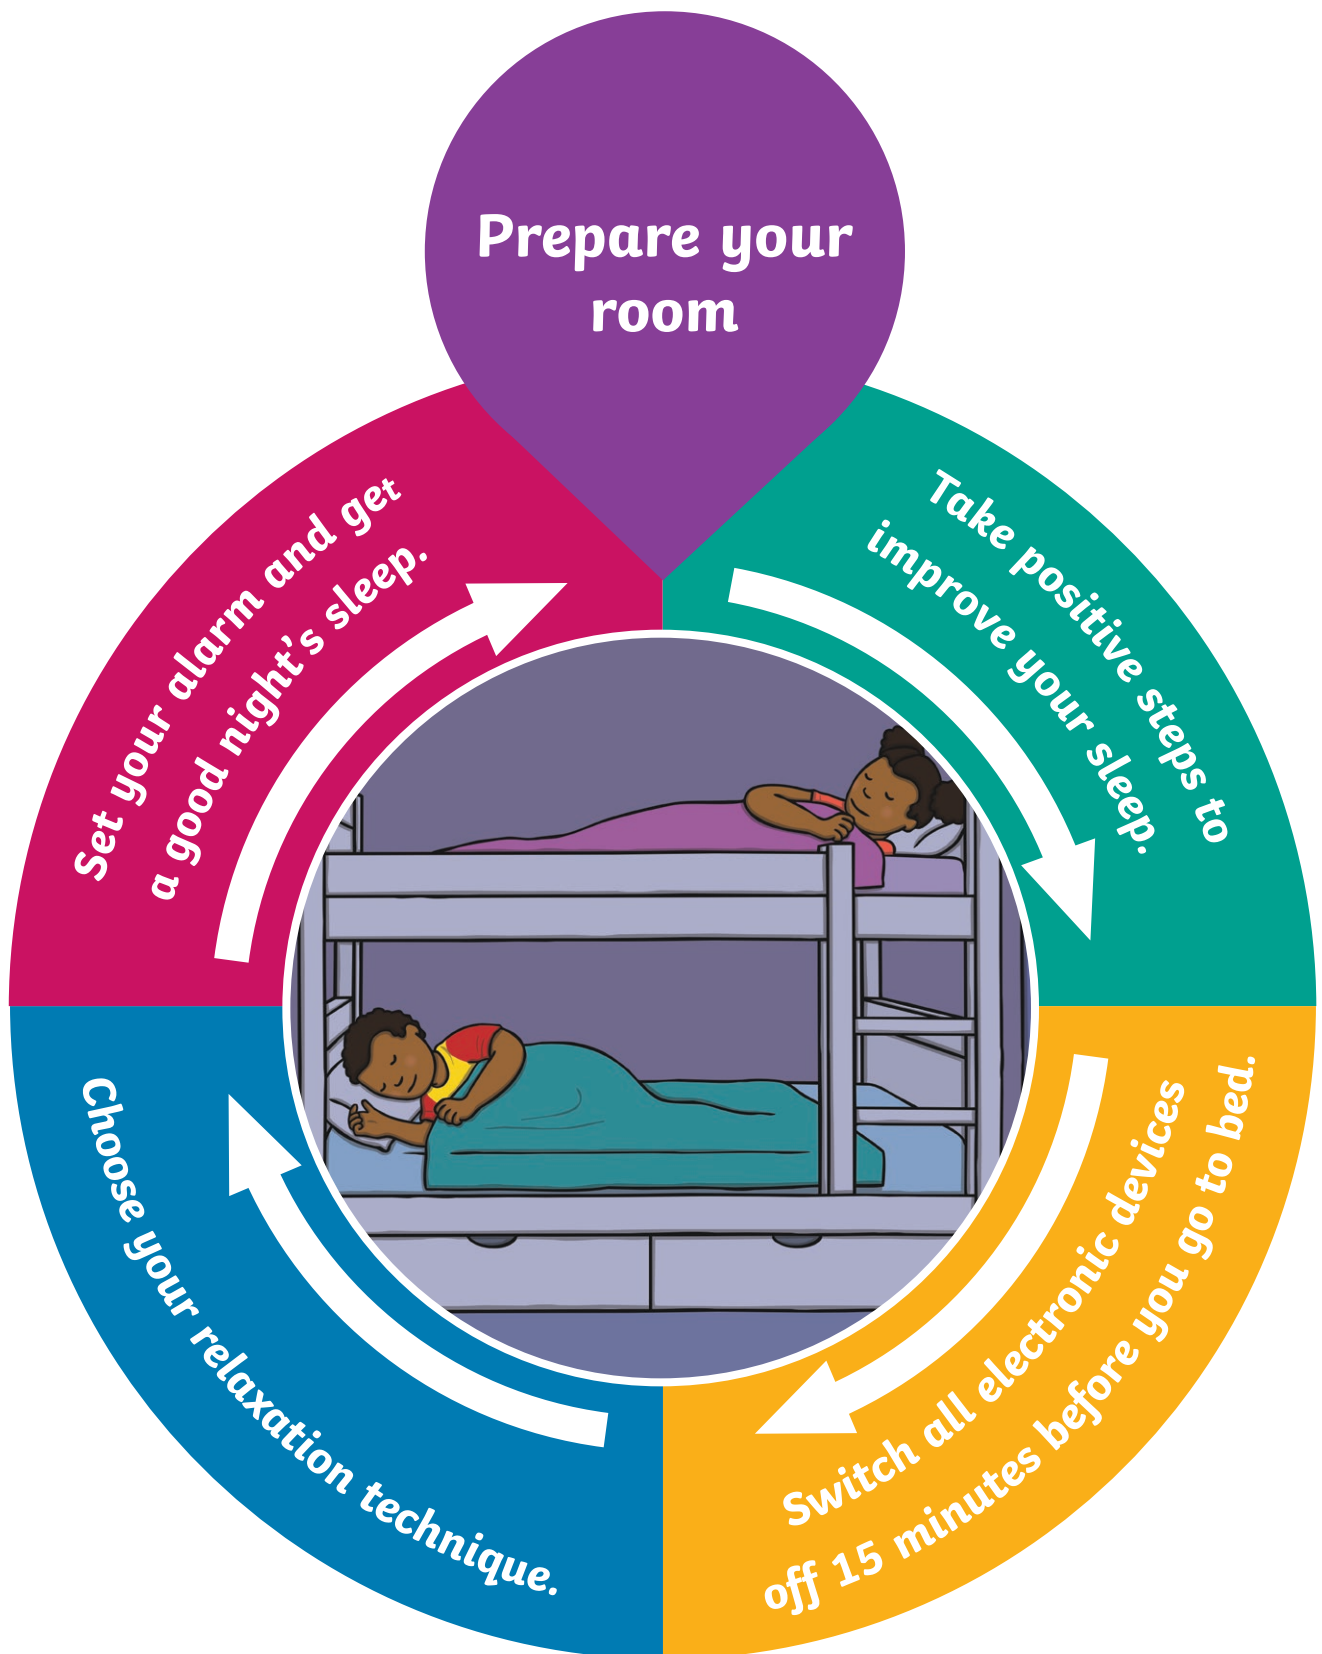 Prepare your
room
Take positive steps to
improve your sleep.
Switch all electronic devices
off 15 minutes before you go to bed.
Choose your relaxation technique.
Set your alarm and get
a good night's sleep.